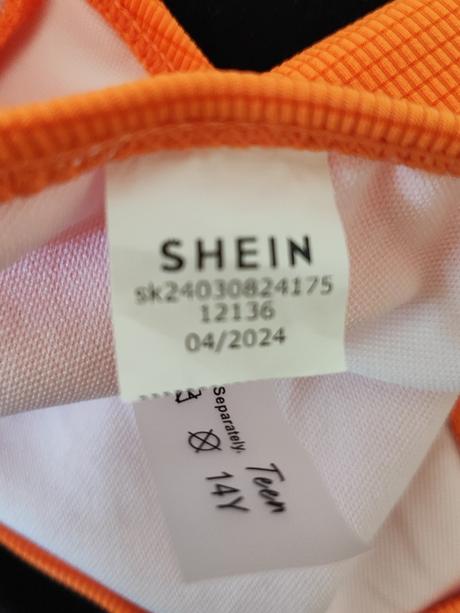 SHEIN
sk24030824175
12136
04/2024
Separately.
Teen
14Y